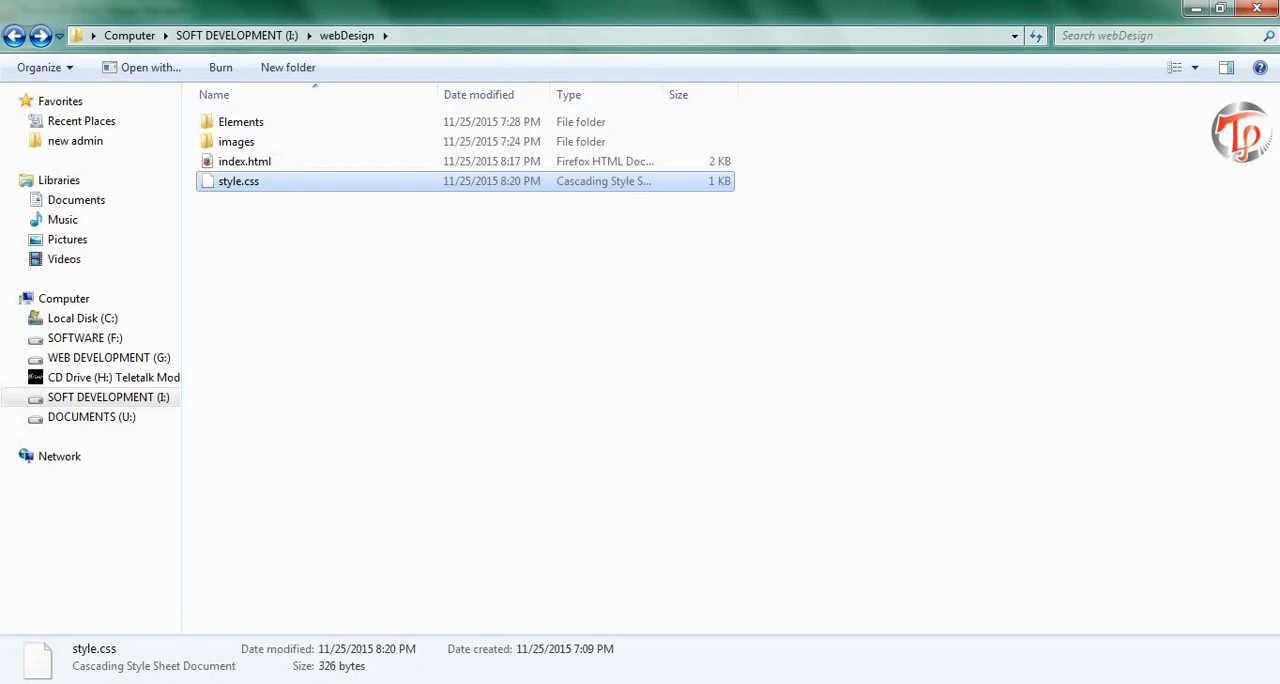 Computer SOFT DEVELOPMENT (I:) webDesign Search webDesign
Organize Open with... Burn New folder
Name Date modified Type Size
Favorites
Recent Places
new admin
Libraries
Documents
Music
Pictures
Videos
Computer
Local Disk (C:)
SOFTWARE (F:)
WEB DEVELOPMENT (G:)
CD Drive (H:) Teletalk Mod
SOFT DEVELOPMENT (I:)
DOCUMENTS (U:)
Network
Elements 11/25/2015 7:28 PM File folder
images 11/25/2015 7:24 PM File folder
index.html 11/25/2015 8:17 PM Firefox HTML Doc... 2 KB
style.css 11/25/2015 8:20 PM Cascading Style S... 1 KB
Tp
style.css Date modified: 11/25/2015 8:20 PM Date created: 11/25/2015 7:09 PM
Cascading Style Sheet Document Size: 326 bytes